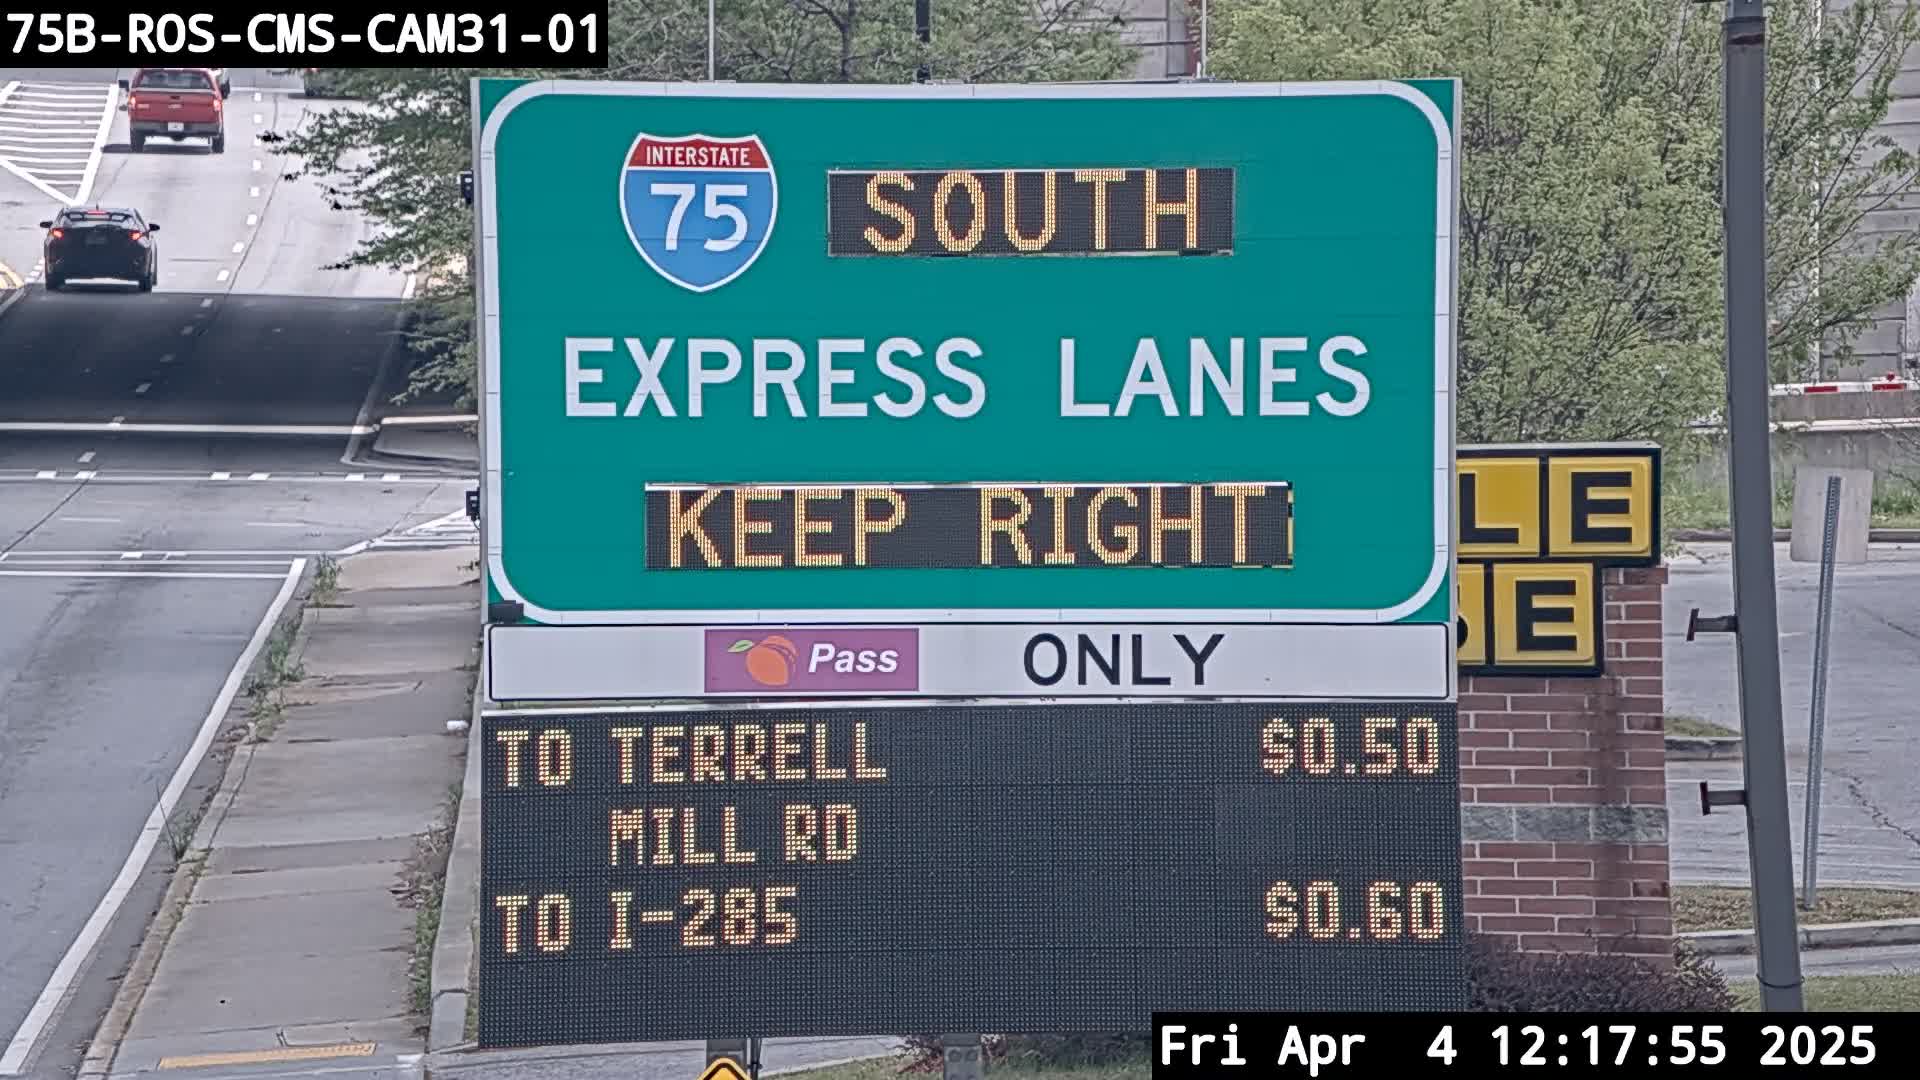 75B-ROS-CMS-CAM31-01
INTERSTATE
75
SOUTH
EXPRESS LANES
KEEP RIGHT
Pass ONLY
TO TERRELL $0.50
MILL RD
TO I-285 $0.60
LE
E
Fri Apr 4 12:17:55 2025